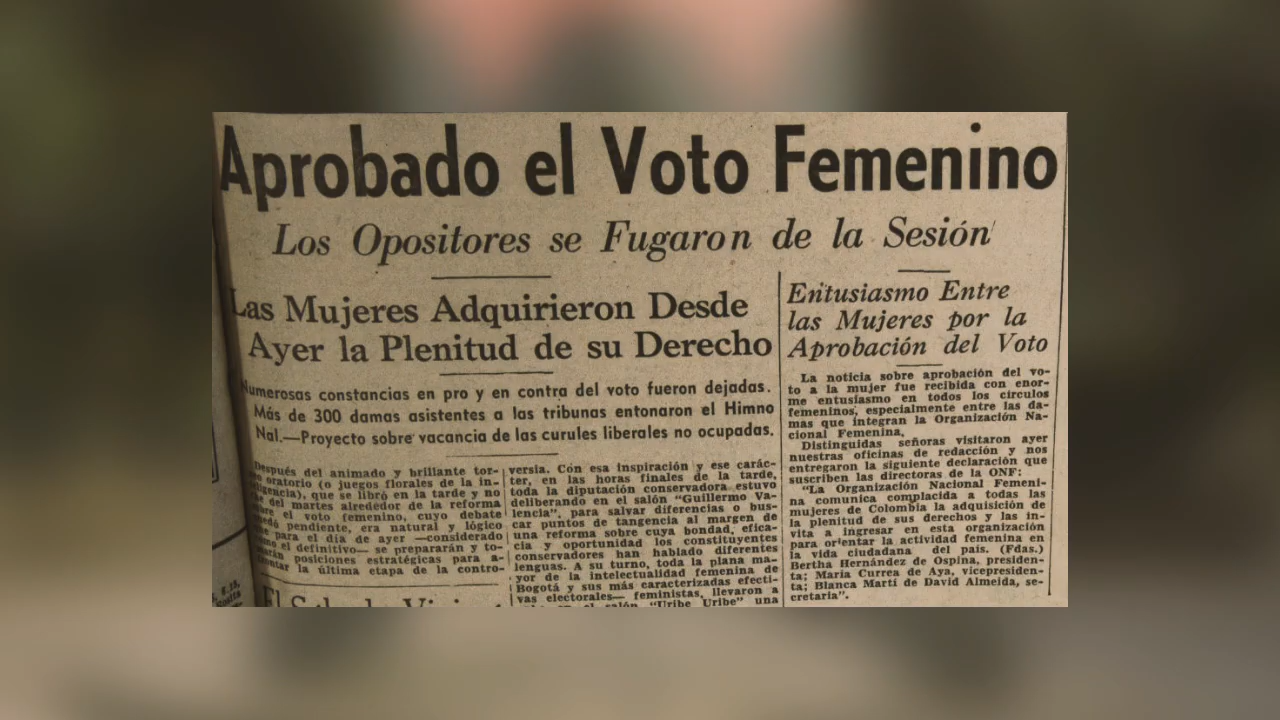 Aprobado el Voto Femenino
Los Opositores se Fugaron de la Sesión
Las Mujeres Adquirieron Desde
Ayer la Plenitud de su Derecho
Numerosas constancias en pro y en contra del voto fueron dejadas.
Más de 300 damas asistentes a las tribunas entonaron el Himno
Nal.—Proyecto sobre vacancia de las curules liberales no ocupadas.
Después del animado y brillante tor-
oratorio (o juegos florales de la in-
teligencia), que se libró en la tarde y no
del martes alrededor de la reforma
el voto femenino, cuyo debate
quedó pendiente, era natural y lógico
para el día de ayer —considerado
el definitivo— se prepararán y to-
marán posiciones estratégicas para a-
frontar la última etapa de la contro-
versia. Con esa inspiración y ese carác-
ter, en las horas finales de la tarde,
toda la diputación conservadora estuvo
deliberando en el salón "Guillermo Va-
lencia", para salvar diferencias o bus-
car puntos de tangencia al margen de
una reforma sobre cuya bondad, efica-
cia y oportunidad los constituyentes
conservadores han hablado diferentes
lenguas. A su turno, toda la plana ma-
yor de la intelectualidad femenina de
Bogotá y sus más caracterizadas efecti-
vas electorales— feministas, llevaron a
el salón "Uribe Uribe" una
Entusiasmo Entre
las Mujeres por la
Aprobación del Voto
La noticia sobre aprobación del vo-
to a la mujer fue recibida con enor-
me entusiasmo en todos los círculos
femeninos, especialmente entre las da-
mas que integran la Organización Na-
cional Femenina,
Distinguidas señoras visitaron ayer
nuestras oficinas de redacción y nos
entregaron la siguiente declaración que
suscriben las directoras de la ONF:
"La Organización Nacional Femeni-
na comunica complacida a todas las
mujeres de Colombia la adquisición de
la plenitud de sus derechos y las in-
vita a ingresar en esta organización
para orientar la actividad femenina en
la vida ciudadana del país. (Fdas.)
Bertha Hernández de Ospina, presiden-
ta; María Currea de Aya, vicepresiden-
ta; Blanca Martí de David Almeida, se-
cretaria".